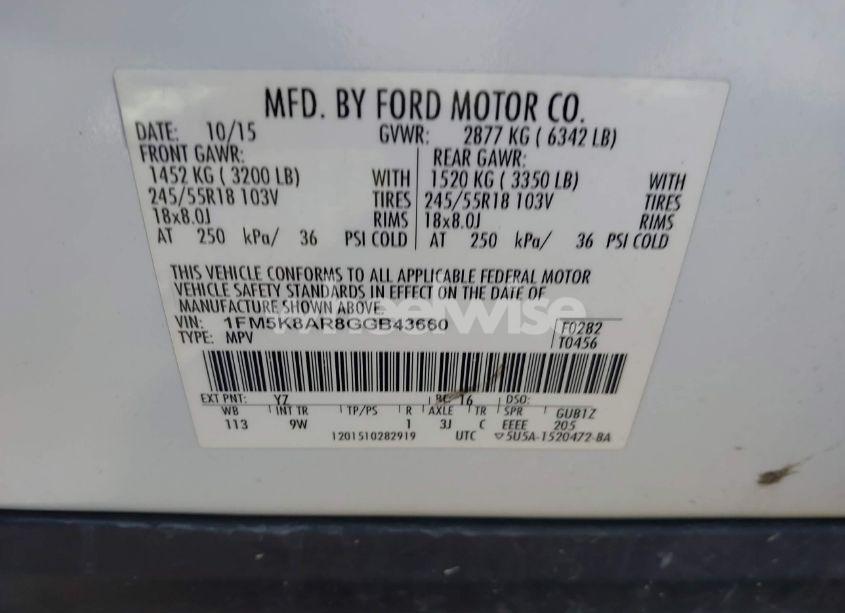 MFD. BY FORD MOTOR CO.
DATE: 10/15 GVWR: 2877 KG ( 6342 LB)
FRONT GAWR: REAR GAWR:
1452 KG ( 3200 LB) WITH 1520 KG ( 3350 LB) WITH
245/55R18 103V TIRES 245/55R18 103V TIRES
18x8.0J RIMS 18x8.0J RIMS
AT 250 kPa/ 36 PSI COLD AT 250 kPa/ 36 PSI COLD
THIS VEHICLE CONFORMS TO ALL APPLICABLE FEDERAL MOTOR
VEHICLE SAFETY STANDARDS IN EFFECT ON THE DATE OF
MANUFACTURE SHOWN ABOVE.
VIN: 1FM5K8AR8GGB43660 F0282
TYPE: MPV T0456
EXT PNT: YZ RC: 16 DSO:
WB INT TR TP/PS R AXLE TR SPR GUB1Z
113 9W 1 3J C EEEE 205
1201510282919 UTC ▽5U5A-1520472-BA
wheelwise